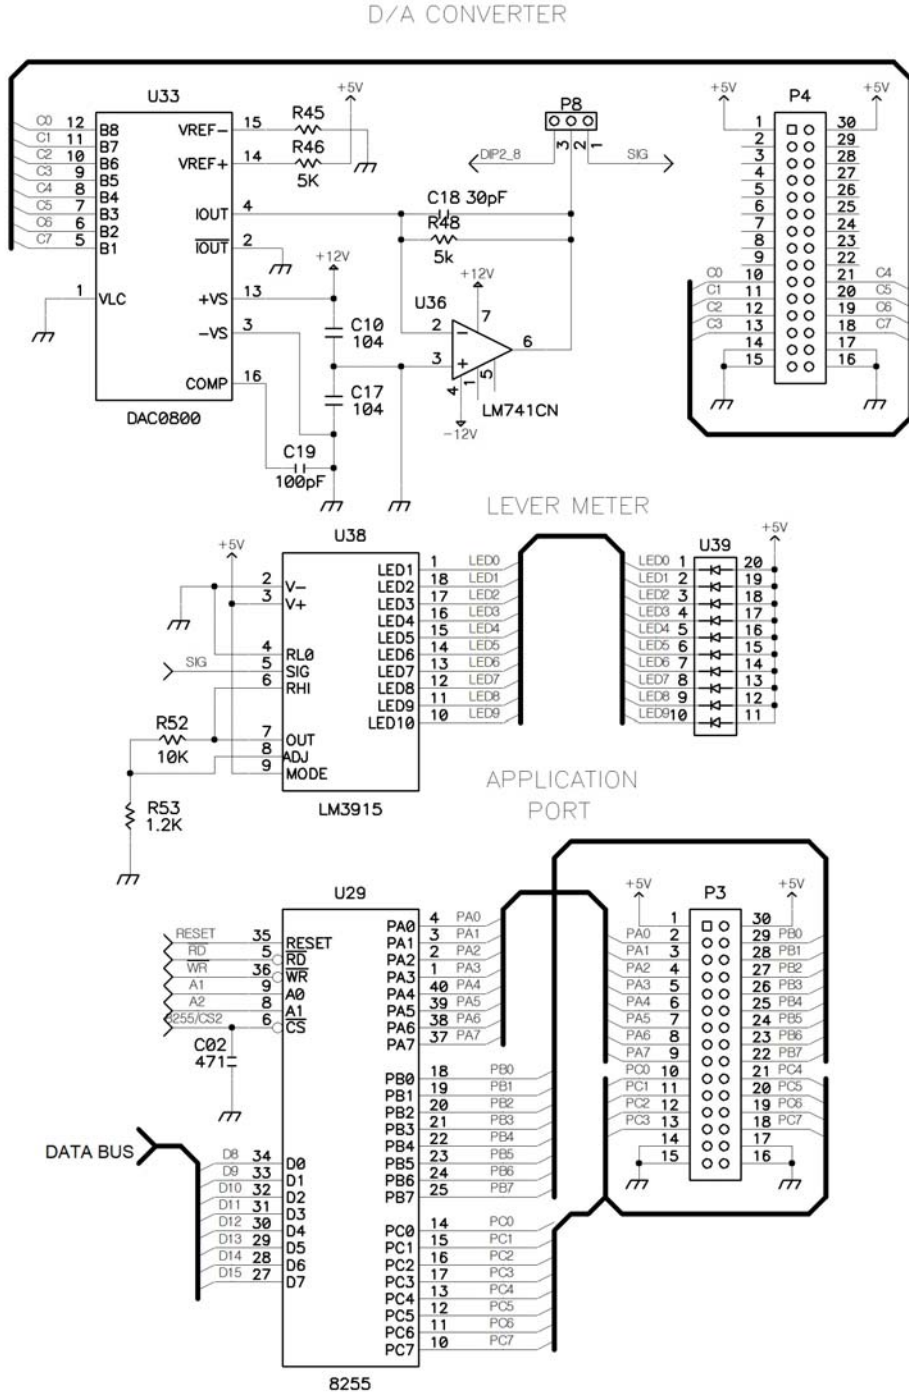 D/A CONVERTER
U33
C0 12 B8
C1 11 B7
C2 10 B6
C3 9 B5
C4 8 B4
C5 7 B3
C6 6 B2
C7 5 B1
1 VLC
VREF- 15
VREF+ 14
IOUT 4
IOUT 2
+VS 13
-VS 3
COMP 16
DAC0800
R45
R46
5K
+5V
+12V
C10
104
C17
104
C19
100pF
C18 30pF
R48
5k
U36
+12V
2 - 7
3 + 6
4 1 5
-12V
LM741CN
P8
3 2 1
DIP2_8
SIG
P4
+5V +5V
1 30
2 29
3 28
4 27
5 26
6 25
7 24
8 23
9 22
C0 10 21 C4
C1 11 20 C5
C2 12 19 C6
C3 13 18 C7
14 17
15 16
LEVER METER
U38
+5V
2 V- LED1 1 LED0
3 V+ LED2 18 LED1
LED3 17 LED2
LED4 16 LED3
LED5 15 LED4
4 RL0 LED6 14 LED5
SIG 5 SIG LED7 13 LED6
6 RHI LED8 12 LED7
LED9 11 LED8
LED10 10 LED9
7 OUT
8 ADJ
9 MODE
LM3915
R52
10K
R53
1.2K
U39
+5V
LED0 1 20
LED1 2 19
LED2 3 18
LED3 4 17
LED4 5 16
LED5 6 15
LED6 7 14
LED7 8 13
LED8 9 12
LED9 10 11
APPLICATION
PORT
U29
RESET 35 RESET
RD 5 RD
WR 36 WR
A1 9 A0
A2 8 A1
8255/CS2 6 CS
C02
471
DATA BUS
D8 34 D0
D9 33 D1
D10 32 D2
D11 31 D3
D12 30 D4
D13 29 D5
D14 28 D6
D15 27 D7
PA0 4 PA0
PA1 3 PA1
PA2 2 PA2
PA3 1 PA3
PA4 40 PA4
PA5 39 PA5
PA6 38 PA6
PA7 37 PA7
PB0 18 PB0
PB1 19 PB1
PB2 20 PB2
PB3 21 PB3
PB4 22 PB4
PB5 23 PB5
PB6 24 PB6
PB7 25 PB7
PC0 14 PC0
PC1 15 PC1
PC2 16 PC2
PC3 17 PC3
PC4 13 PC4
PC5 12 PC5
PC6 11 PC6
PC7 10 PC7
8255
P3
+5V +5V
1 30
PA0 2 29 PB0
PA1 3 28 PB1
PA2 4 27 PB2
PA3 5 26 PB3
PA4 6 25 PB4
PA5 7 24 PB5
PA6 8 23 PB6
PA7 9 22 PB7
PC0 10 21 PC4
PC1 11 20 PC5
PC2 12 19 PC6
PC3 13 18 PC7
14 17
15 16